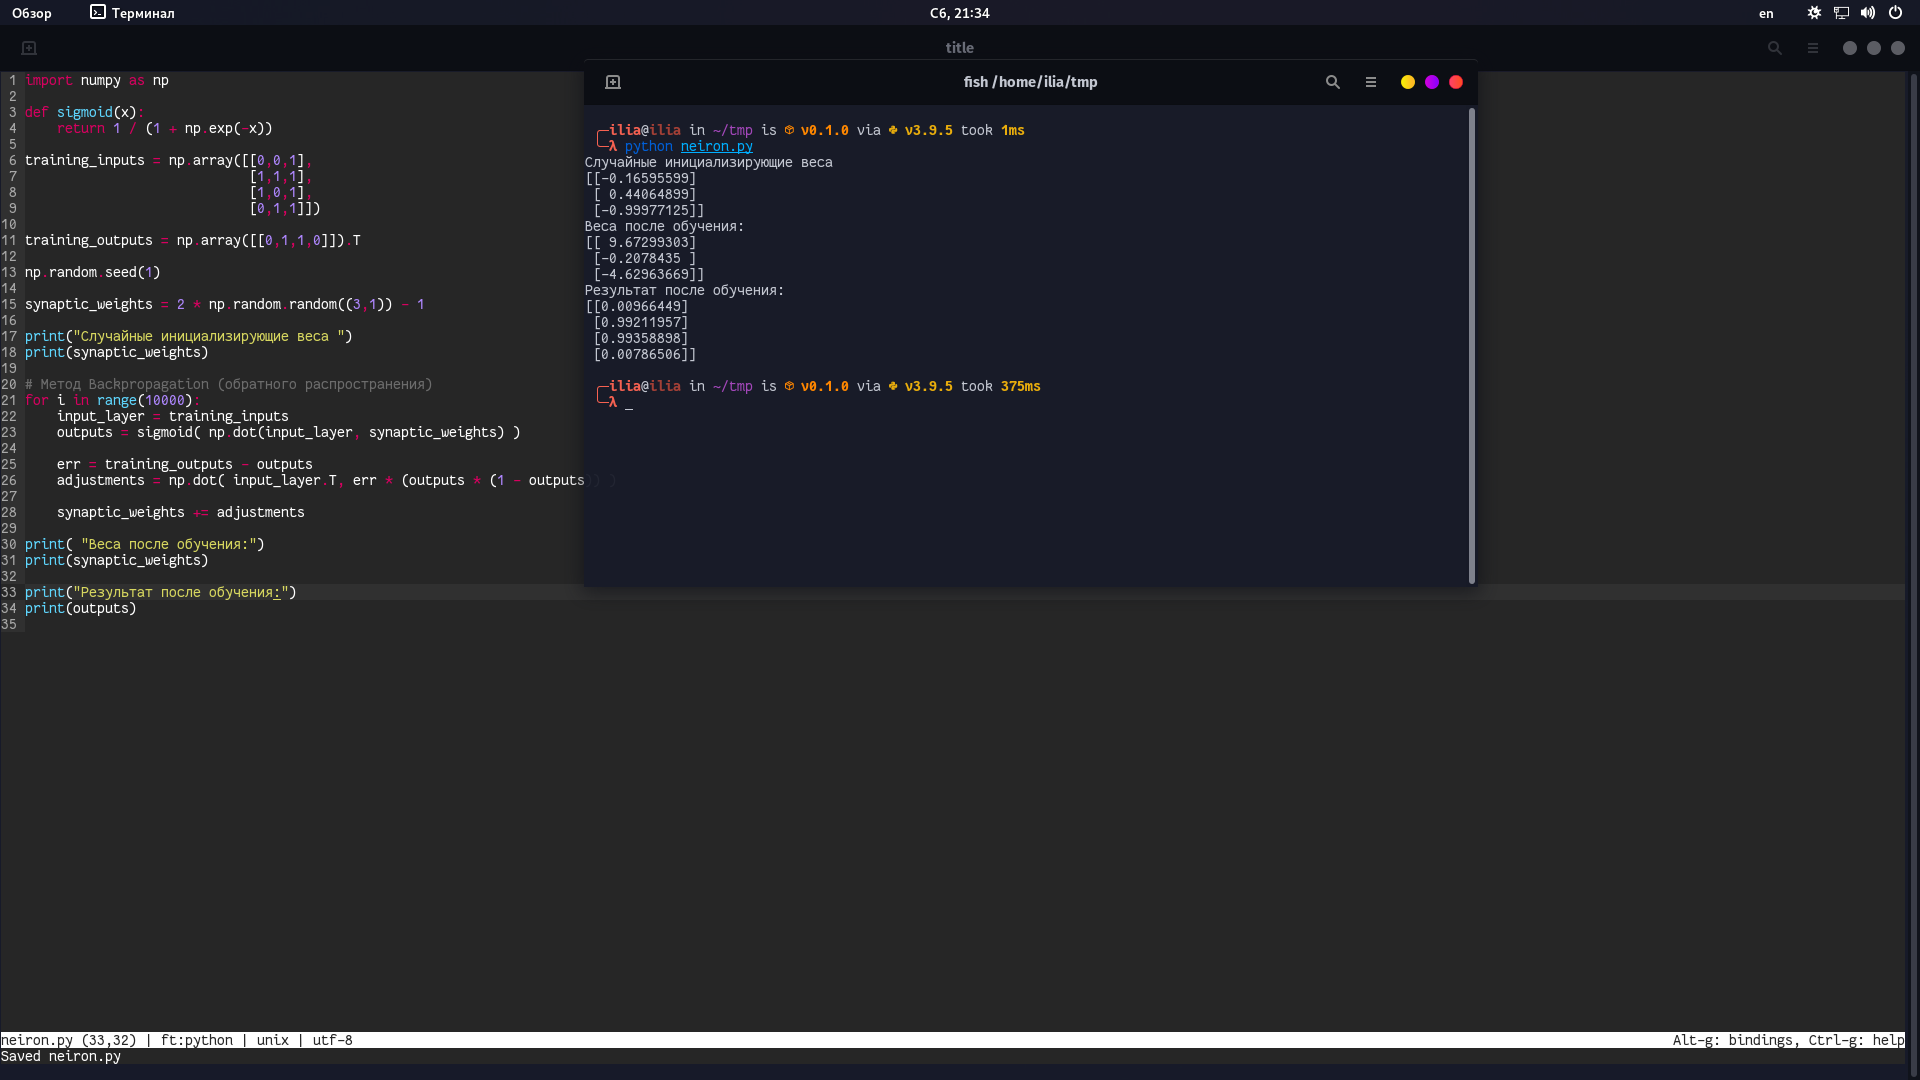 Обзор Терминал Сб, 21:34 en
title
1 import numpy as np
2
3 def sigmoid(x):
4     return 1 / (1 + np.exp(-x))
5
6 training_inputs = np.array([[0,0,1],
7                             [1,1,1],
8                             [1,0,1],
9                             [0,1,1]])
10
11 training_outputs = np.array([[0,1,1,0]]).T
12
13 np.random.seed(1)
14
15 synaptic_weights = 2 * np.random.random((3,1)) - 1
16
17 print("Случайные инициализирующие веса ")
18 print(synaptic_weights)
19
20 # Метод Backpropagation (обратного распространения)
21 for i in range(10000):
22     input_layer = training_inputs
23     outputs = sigmoid( np.dot(input_layer, synaptic_weights) )
24
25     err = training_outputs - outputs
26     adjustments = np.dot( input_layer.T, err * (outputs * (1 - outputs)) )
27
28     synaptic_weights += adjustments
29
30 print( "Веса после обучения:")
31 print(synaptic_weights)
32
33 print("Результат после обучения:")
34 print(outputs)
35
neiron.py (33,32) | ft:python | unix | utf-8 Alt-g: bindings, Ctrl-g: help
Saved neiron.py
fish /home/ilia/tmp
ilia@ilia in ~/tmp is v0.1.0 via v3.9.5 took 1ms
λ python neiron.py
Случайные инициализирующие веса
[[-0.16595599]
 [ 0.44064899]
 [-0.99977125]]
Веса после обучения:
[[ 9.67299303]
 [-0.2078435 ]
 [-4.62963669]]
Результат после обучения:
[[0.00966449]
 [0.99211957]
 [0.99358898]
 [0.00786506]]
ilia@ilia in ~/tmp is v0.1.0 via v3.9.5 took 375ms
λ _